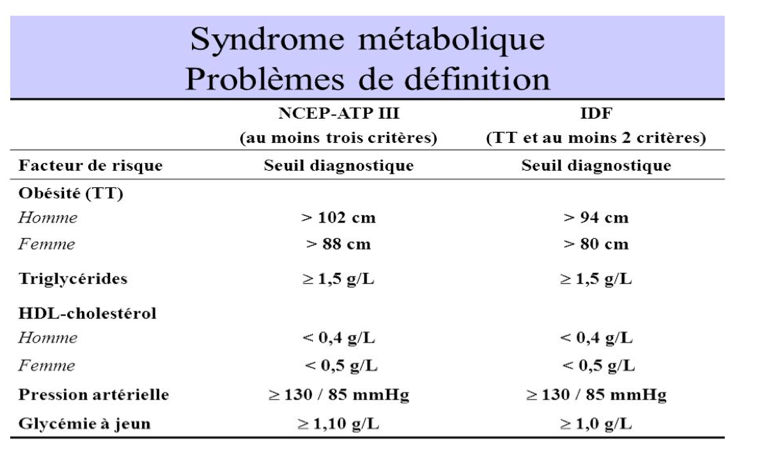 Syndrome métabolique
Problèmes de définition
NCEP-ATP III IDF
(au moins trois critères) (TT et au moins 2 critères)
Facteur de risque Seuil diagnostique Seuil diagnostique
Obésité (TT)
Homme > 102 cm > 94 cm
Femme > 88 cm > 80 cm
Triglycérides ≥ 1,5 g/L ≥ 1,5 g/L
HDL-cholestérol
Homme < 0,4 g/L < 0,4 g/L
Femme < 0,5 g/L < 0,5 g/L
Pression artérielle ≥ 130 / 85 mmHg ≥ 130 / 85 mmHg
Glycémie à jeun ≥ 1,10 g/L ≥ 1,0 g/L